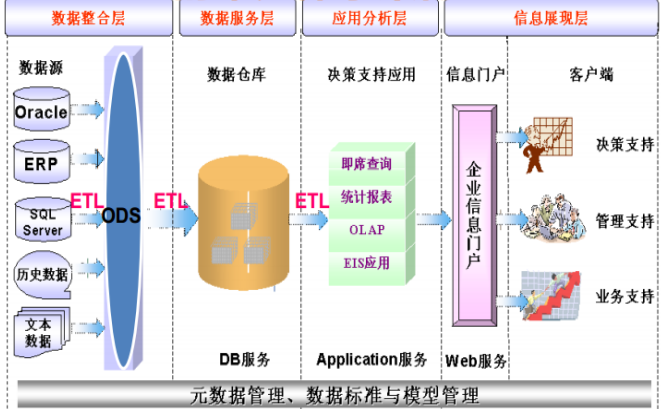 数据整合层
数据服务层
应用分析层
信息展现层
数据源
数据仓库
决策支持应用
信息门户
客户端
Oracle
ERP
SQL
Server
历史数据
文本
数据
ETL
ODS
ETL
ETL
即席查询
统计报表
OLAP
EIS应用
企业信息门户
决策支持
管理支持
业务支持
DB服务
Application服务
Web服务
元数据管理、数据标准与模型管理